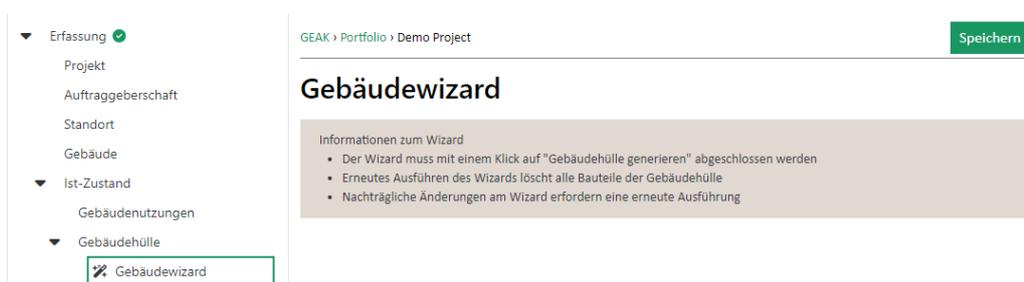 Erfassung
Projekt
Auftraggeberschaft
Standort
Gebäude
Ist-Zustand
Gebäudenutzungen
Gebäudehülle
Gebäudewizard
GEAK › Portfolio › Demo Project
Speichern
Gebäudewizard
Informationen zum Wizard
• Der Wizard muss mit einem Klick auf "Gebäudehülle generieren" abgeschlossen werden
• Erneutes Ausführen des Wizards löscht alle Bauteile der Gebäudehülle
• Nachträgliche Änderungen am Wizard erfordern eine erneute Ausführung